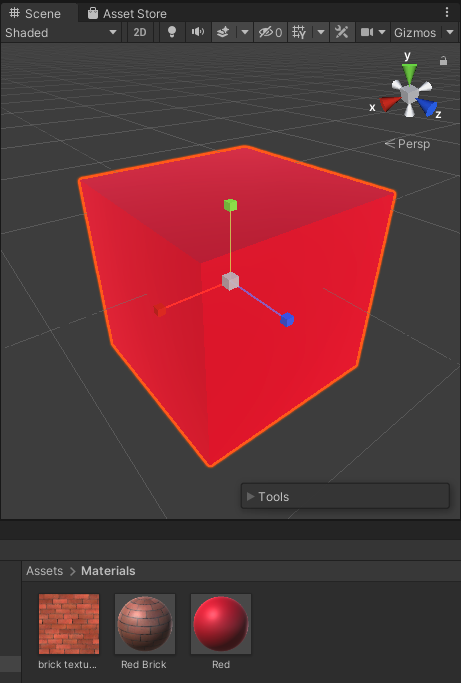 Scene Asset Store
Shaded 2D 0 Gizmos
y
x
z
Persp
Tools
Assets > Materials
brick textu... Red Brick Red